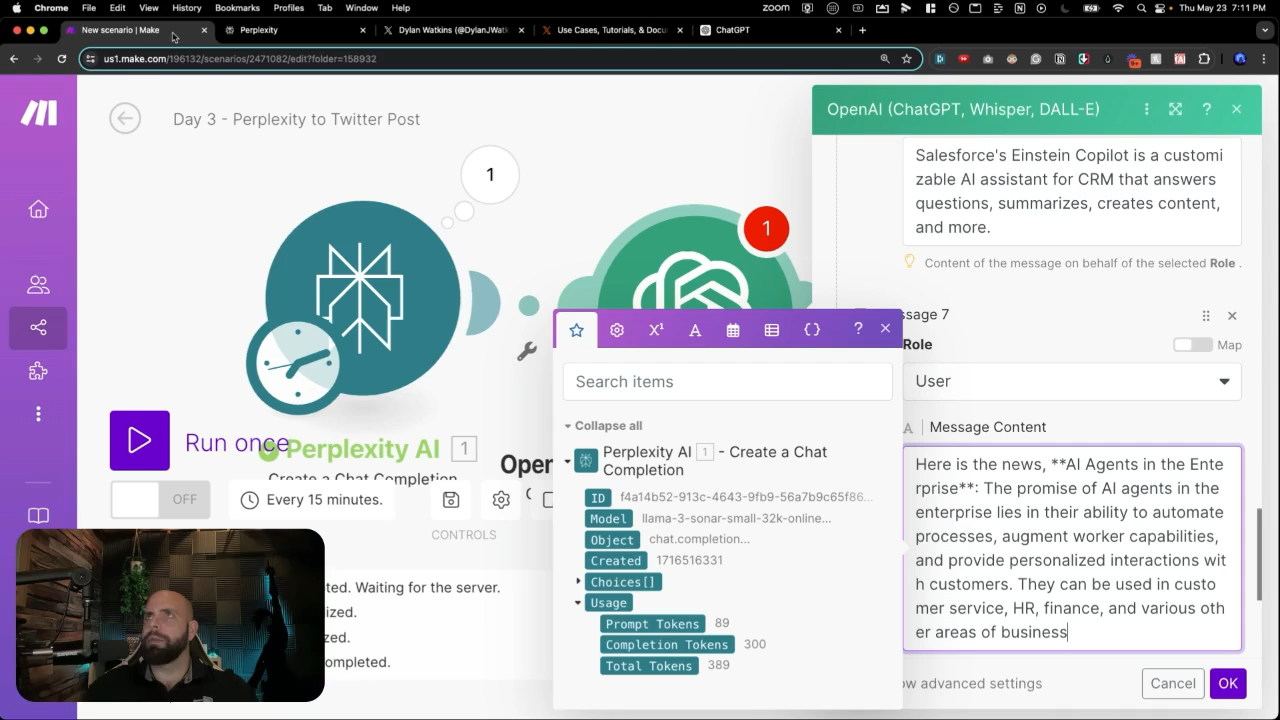 Chrome File Edit View History Bookmarks Profiles Tab Window Help zoom Thu May 23 7:11 PM
New scenario | Make Perplexity Dylan Watkins (@DylanJWatk Use Cases, Tutorials, & Docu ChatGPT
us1.make.com/196132/scenarios/2471082/edit?folder=158932
Day 3 - Perplexity to Twitter Post
1
1
Perplexity AI 1
Create a Chat Completion
Open
Run once
OFF
Every 15 minutes.
CONTROLS
ted. Waiting for the server.
ized.
ed.
ompleted.
Search items
Collapse all
Perplexity AI 1 - Create a Chat
Completion
ID f4a14b52-913c-4643-9fb9-56a7b9c65f86...
Model llama-3-sonar-small-32k-online...
Object chat.completion...
Created 1716516331
Choices[]
Usage
Prompt Tokens 89
Completion Tokens 300
Total Tokens 389
OpenAI (ChatGPT, Whisper, DALL-E)
Salesforce's Einstein Copilot is a customi
zable AI assistant for CRM that answers
questions, summarizes, creates content,
and more.
Content of the message on behalf of the selected Role .
ssage 7
Role
Map
User
A Message Content
Here is the news, **AI Agents in the Ente
rprise**: The promise of AI agents in the
enterprise lies in their ability to automate
processes, augment worker capabilities,
and provide personalized interactions wit
h customers. They can be used in custo
mer service, HR, finance, and various oth
er areas of business
ow advanced settings
Cancel
OK